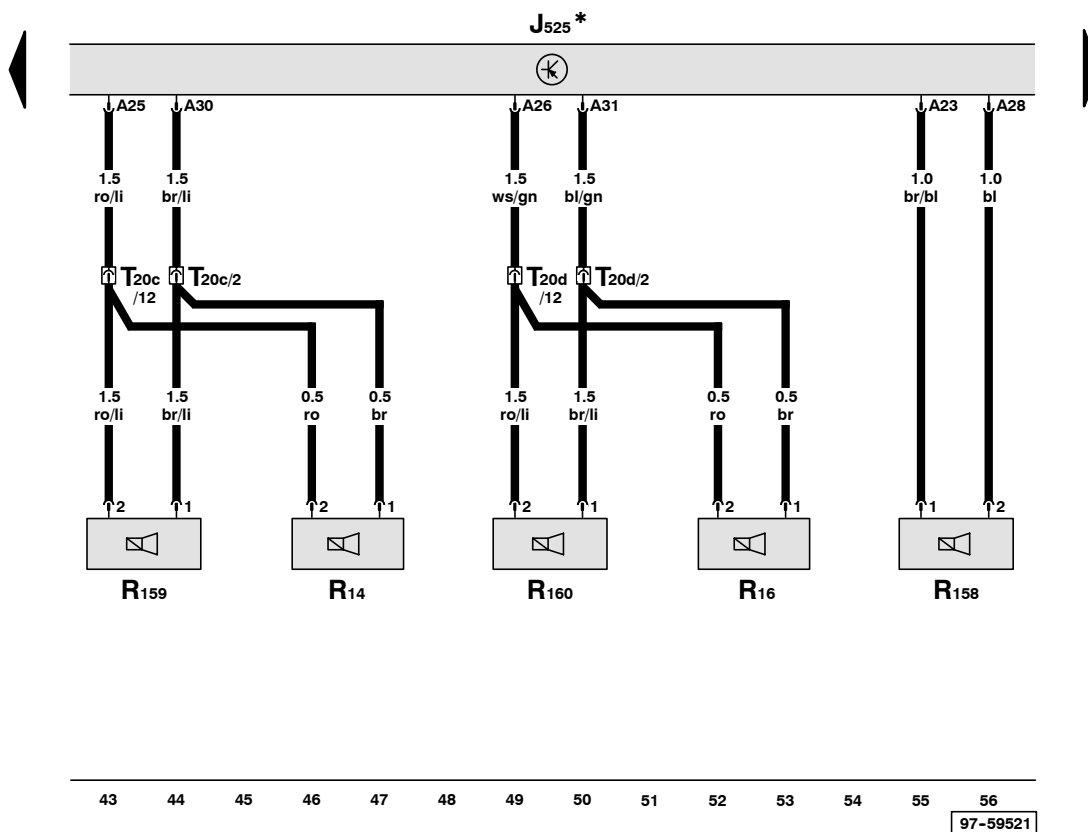 J525*
A25 A30 A26 A31 A23 A28
1.5 1.5 1.5 1.5 1.0 1.0
ro/li br/li ws/gn bl/gn br/bl bl
T20c T20c/2 T20d T20d/2
/12 /12
1.5 1.5 0.5 0.5 1.5 1.5 0.5 0.5
ro/li br/li ro br ro/li br/li ro br
2 1 2 1 2 1 2 1 1 2
R159 R14 R160 R16 R158
43 44 45 46 47 48 49 50 51 52 53 54 55 56
97-59521